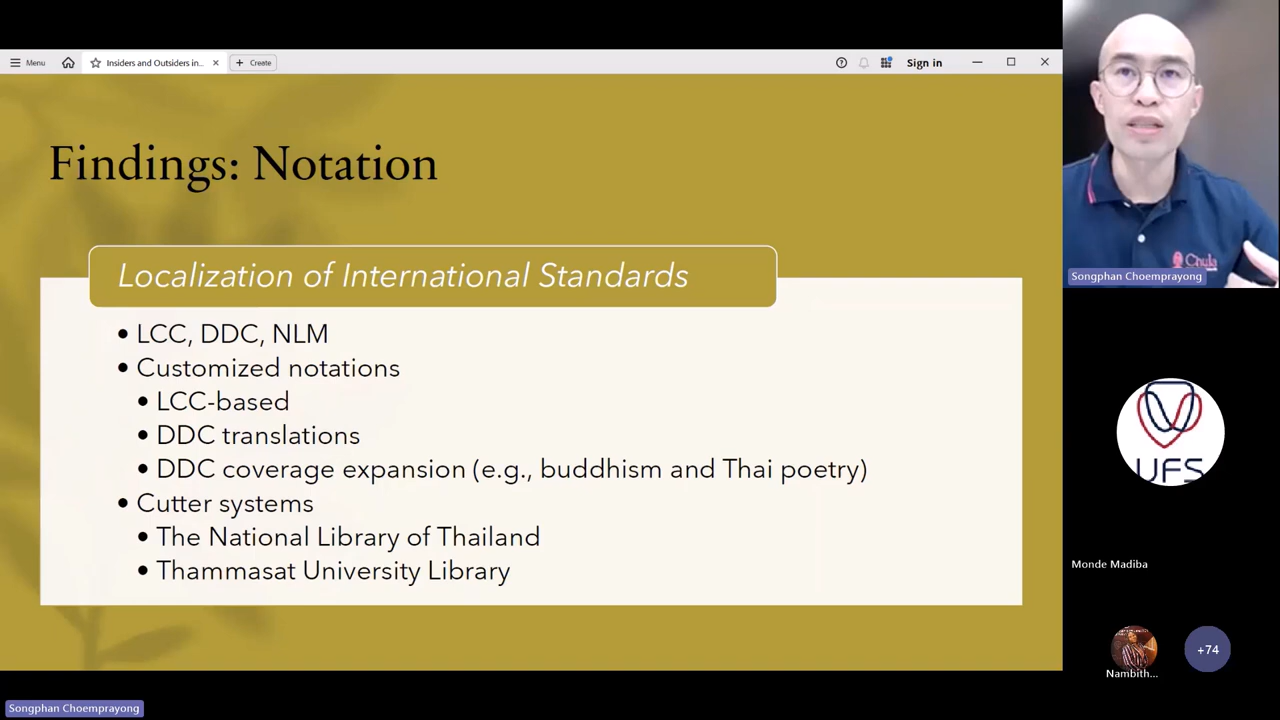 Menu
Insiders and Outsiders in...
Create
Sign in
Findings: Notation
Localization of International Standards
• LCC, DDC, NLM
• Customized notations
• LCC-based
• DDC translations
• DDC coverage expansion (e.g., buddhism and Thai poetry)
• Cutter systems
• The National Library of Thailand
• Thammasat University Library
Chula
Songphan Choemprayong
UFS
Monde Madiba
Nambith...
+74
Songphan Choemprayong